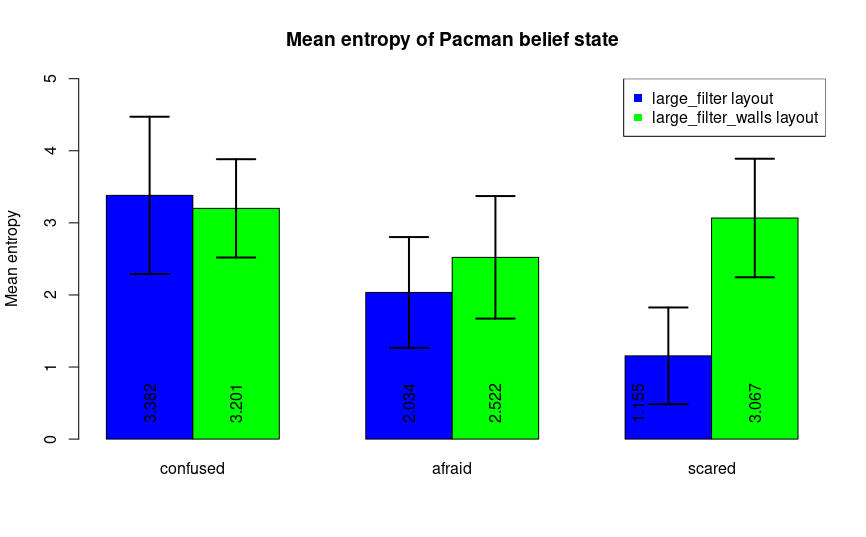 Mean entropy of Pacman belief state
large_filter layout
large_filter_walls layout
Mean entropy
5
4
3
2
1
0
3.382
3.201
2.034
2.522
1.155
3.067
confused
afraid
scared